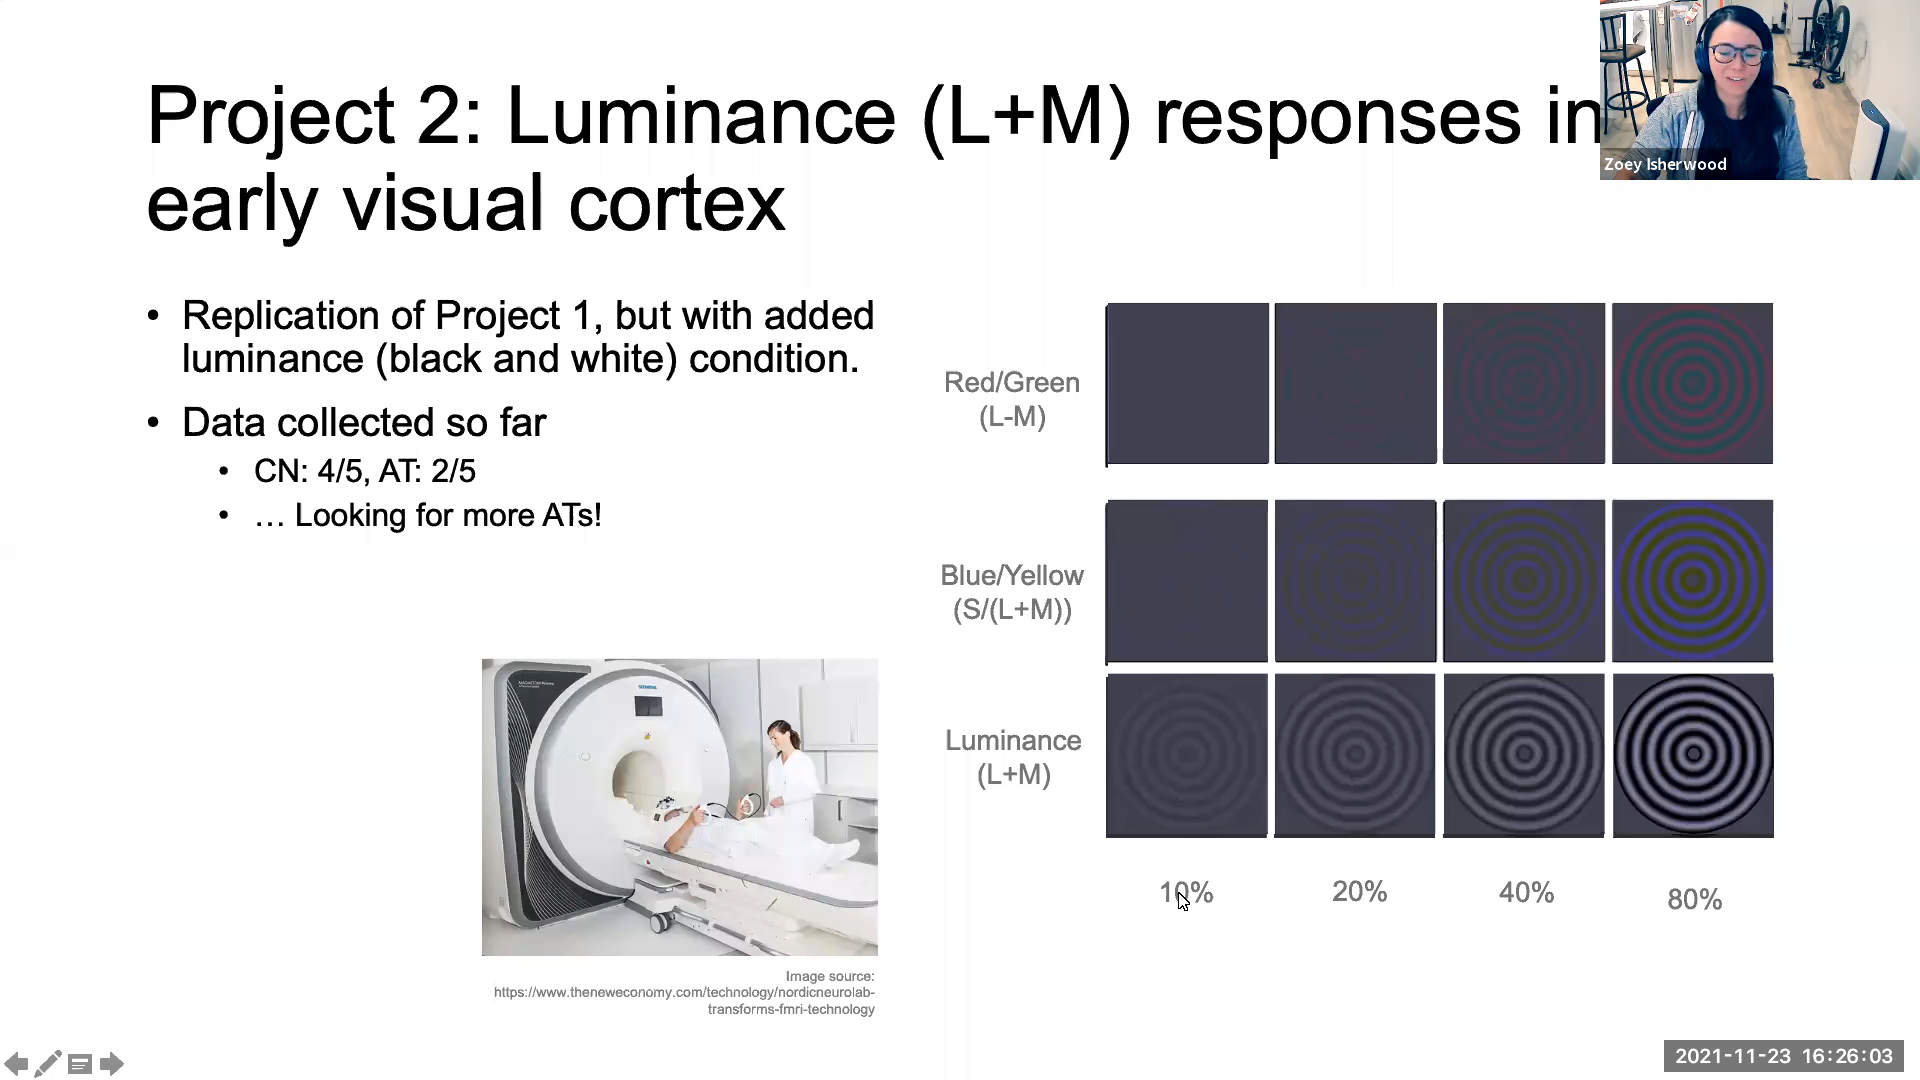 Project 2: Luminance (L+M) responses in
early visual cortex
Zoey Isherwood
• Replication of Project 1, but with added
luminance (black and white) condition.
• Data collected so far
• CN: 4/5, AT: 2/5
• … Looking for more ATs!
Red/Green
(L-M)
Blue/Yellow
(S/(L+M))
Luminance
(L+M)
10% 20% 40% 80%
SIEMENS
Image source:
https://www.theneweconomy.com/technology/nordicneurolab-
transforms-fmri-technology
2021-11-23 16:26:03